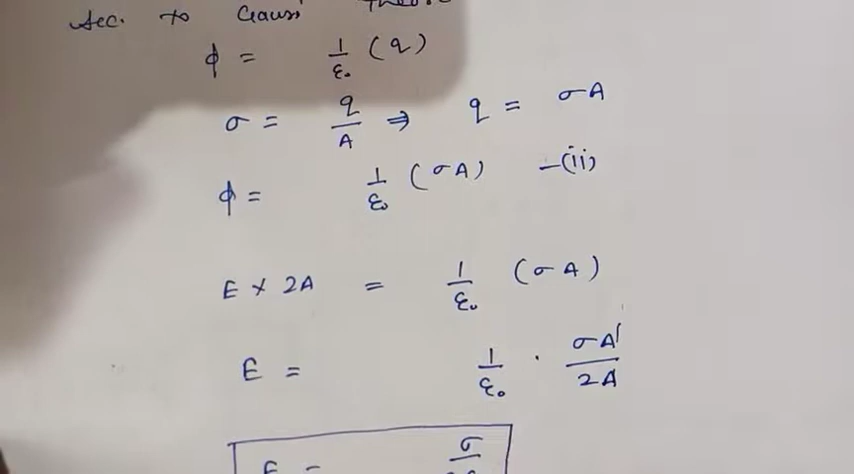 Acc. to Gauss'
ϕ = 1/ε₀ (q)
σ = q/A ⇒ q = σA
ϕ = 1/ε₀ (σA) –(ii)
E × 2A = 1/ε₀ (σA)
E = 1/ε₀ · σA/2A
E = σ